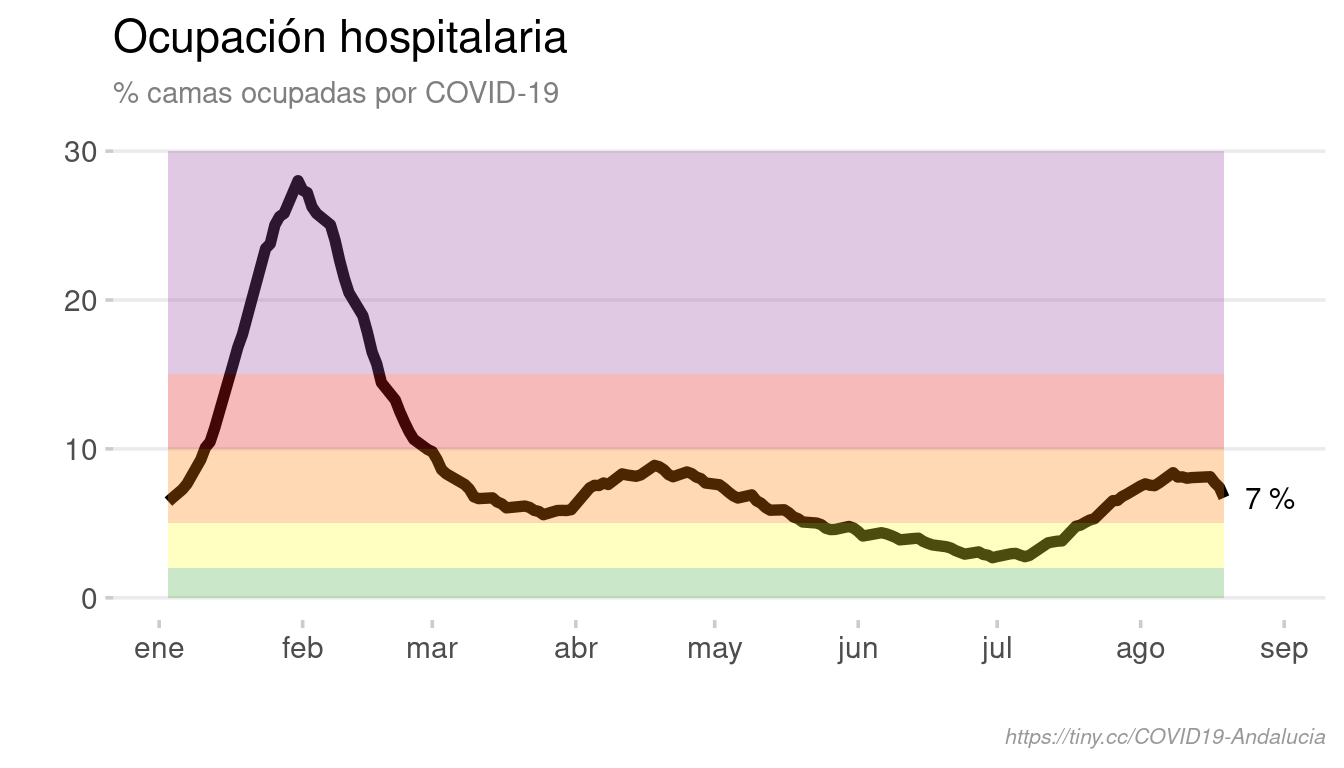 Ocupación hospitalaria
% camas ocupadas por COVID-19
30
20
10
0
7 %
ene feb mar abr may jun jul ago sep
https://tiny.cc/COVID19-Andalucia